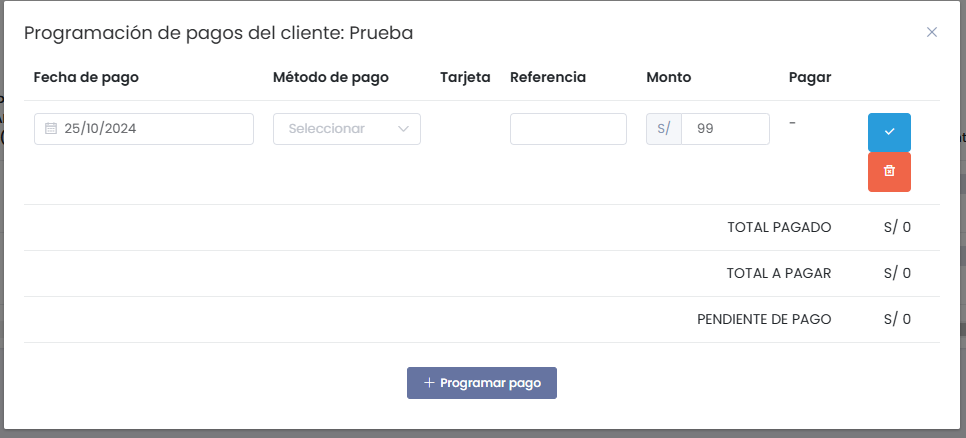 Programación de pagos del cliente: Prueba
Fecha de pago Método de pago Tarjeta Referencia Monto Pagar
25/10/2024 Seleccionar S/ 99 -
TOTAL PAGADO S/ 0
TOTAL A PAGAR S/ 0
PENDIENTE DE PAGO S/ 0
+ Programar pago